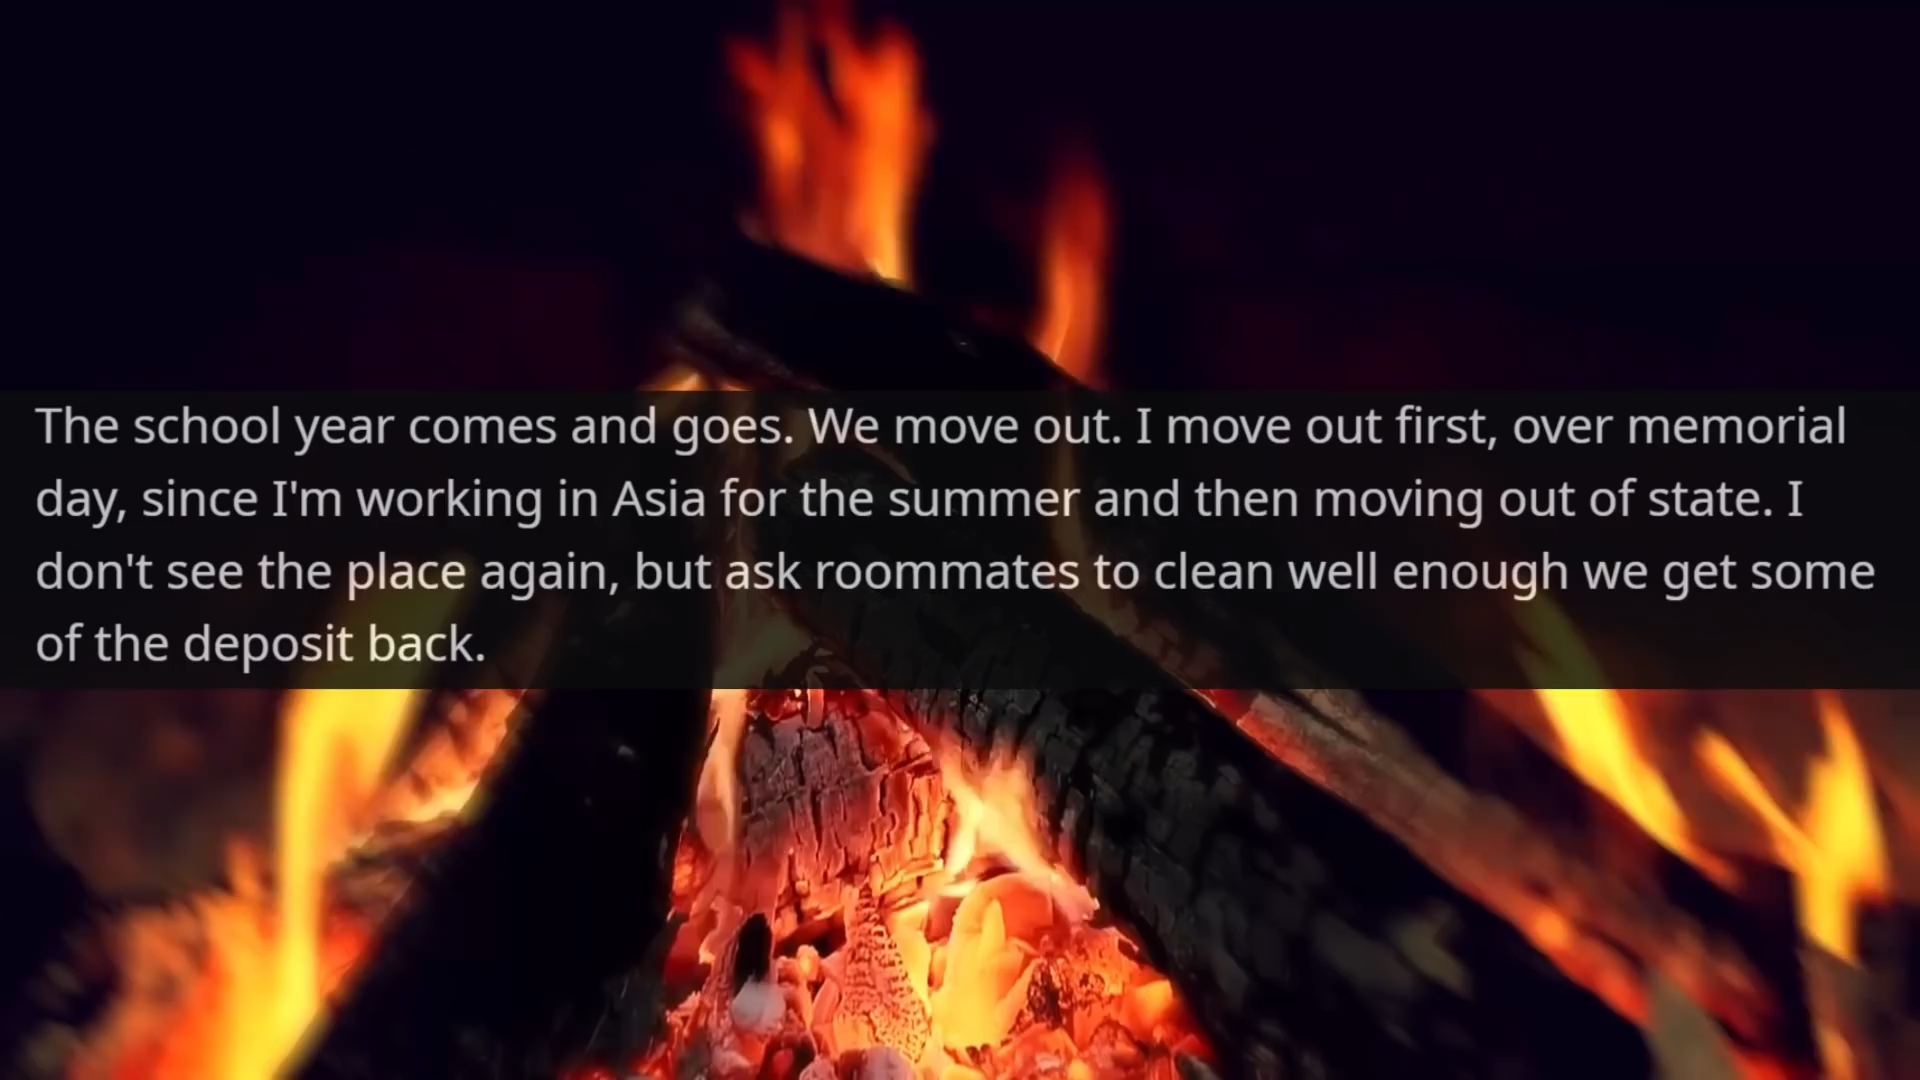 The school year comes and goes. We move out. I move out first, over memorial
day, since I'm working in Asia for the summer and then moving out of state. I
don't see the place again, but ask roommates to clean well enough we get some
of the deposit back.